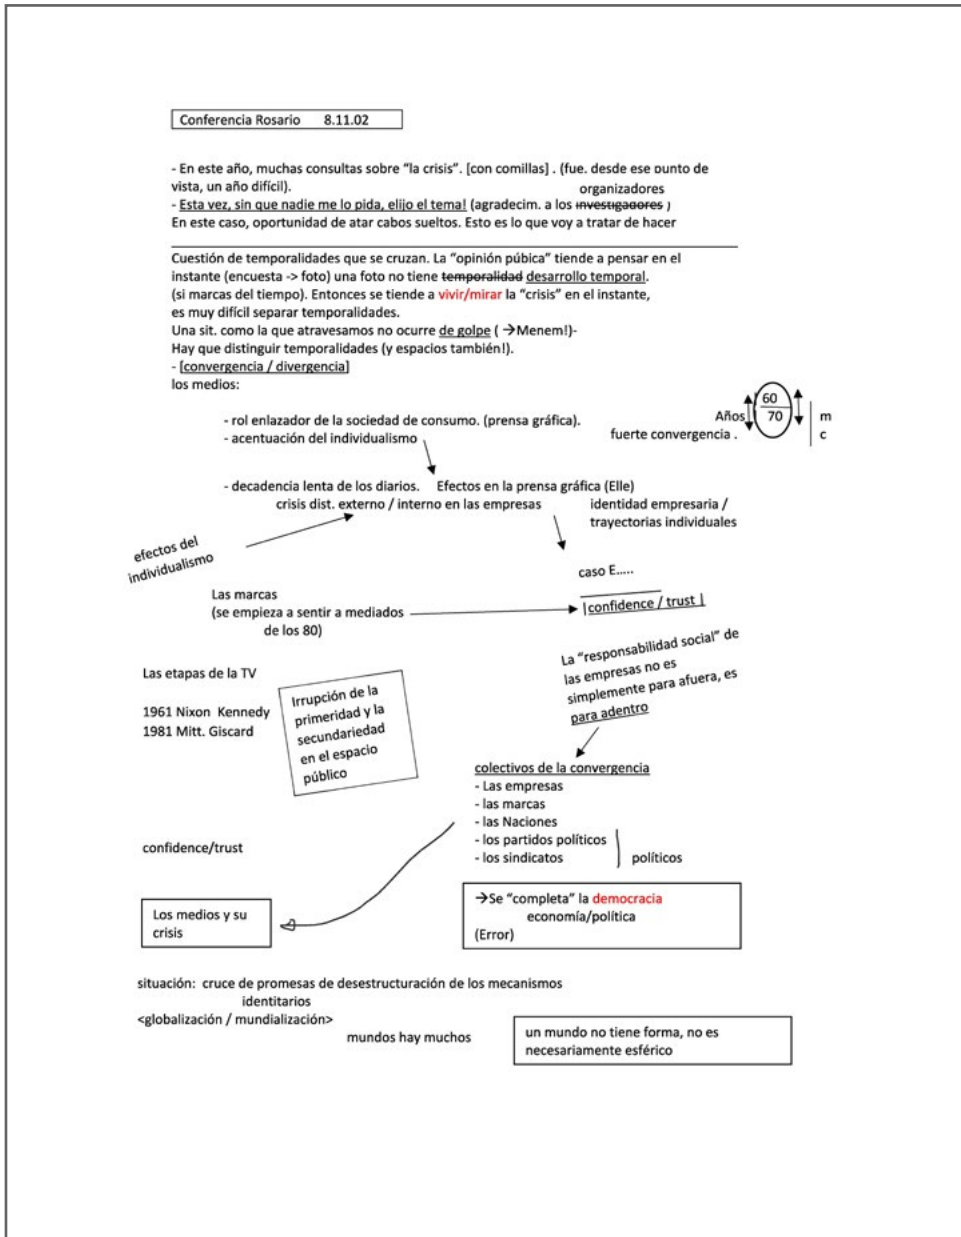 Conferencia Rosario 8.11.02
- En este año, muchas consultas sobre “la crisis”. [con comillas] . (fue. desde ese punto de
vista, un año difícil).
organizadores
- Esta vez, sin que nadie me lo pida, elijo el tema! (agradecim. a los investigadores )
En este caso, oportunidad de atar cabos sueltos. Esto es lo que voy a tratar de hacer
Cuestión de temporalidades que se cruzan. La “opinión púbica” tiende a pensar en el
instante (encuesta -> foto) una foto no tiene temporalidad desarrollo temporal.
(si marcas del tiempo). Entonces se tiende a vivir/mirar la “crisis” en el instante,
es muy difícil separar temporalidades.
Una sit. como la que atravesamos no ocurre de golpe ( →Menem!)-
Hay que distinguir temporalidades (y espacios también!).
- [convergencia / divergencia]
los medios:
- rol enlazador de la sociedad de consumo. (prensa gráfica).
- acentuación del individualismo
60
Años 70 m
fuerte convergencia . c
- decadencia lenta de los diarios. Efectos en la prensa gráfica (Elle)
crisis dist. externo / interno en las empresas
identidad empresaria /
trayectorias individuales
efectos del
individualismo
caso E.....
Las marcas
(se empieza a sentir a mediados
de los 80)
|confidence / trust |
La “responsabilidad social” de
las empresas no es
simplemente para afuera, es
para adentro
Las etapas de la TV
1961 Nixon Kennedy
1981 Mitt. Giscard
Irrupción de la
primeridad y la
secundariedad
en el espacio
público
colectivos de la convergencia
- Las empresas
- las marcas
- las Naciones
- los partidos políticos
- los sindicatos políticos
confidence/trust
→Se “completa” la democracia
economía/política
(Error)
Los medios y su
crisis
situación: cruce de promesas de desestructuración de los mecanismos
identitarios
<globalización / mundialización>
mundos hay muchos
un mundo no tiene forma, no es
necesariamente esférico